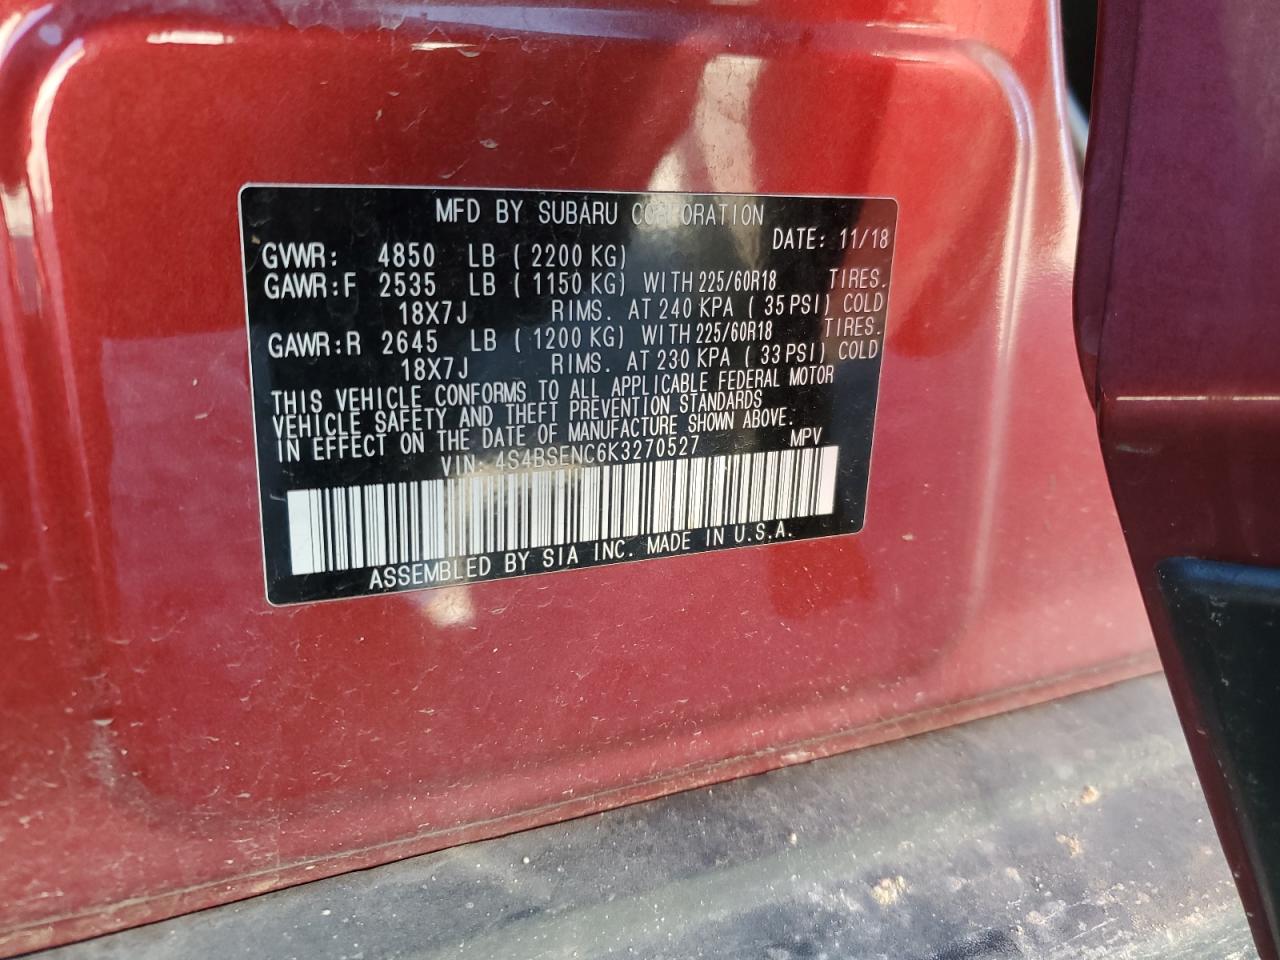 MFD BY SUBARU CORPORATION
DATE: 11/18
GVWR: 4850 LB ( 2200 KG)
GAWR:F 2535 LB ( 1150 KG) WITH 225/60R18 TIRES.
18X7J RIMS. AT 240 KPA ( 35 PSI) COLD
GAWR:R 2645 LB ( 1200 KG) WITH 225/60R18 TIRES.
18X7J RIMS. AT 230 KPA ( 33 PSI) COLD
THIS VEHICLE CONFORMS TO ALL APPLICABLE FEDERAL MOTOR
VEHICLE SAFETY AND THEFT PREVENTION STANDARDS
IN EFFECT ON THE DATE OF MANUFACTURE SHOWN ABOVE.
VIN: 4S4BSENC6K3270527 MPV
ASSEMBLED BY SIA INC. MADE IN U.S.A.